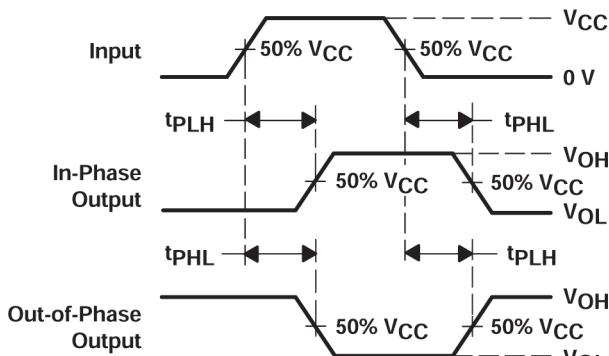 Input
50% VCC
50% VCC
VCC
0 V
tPLH
tPHL
In-Phase
Output
50% VCC
50% VCC
VOH
VOL
tPHL
tPLH
Out-of-Phase
Output
50% VCC
50% VCC
VOH